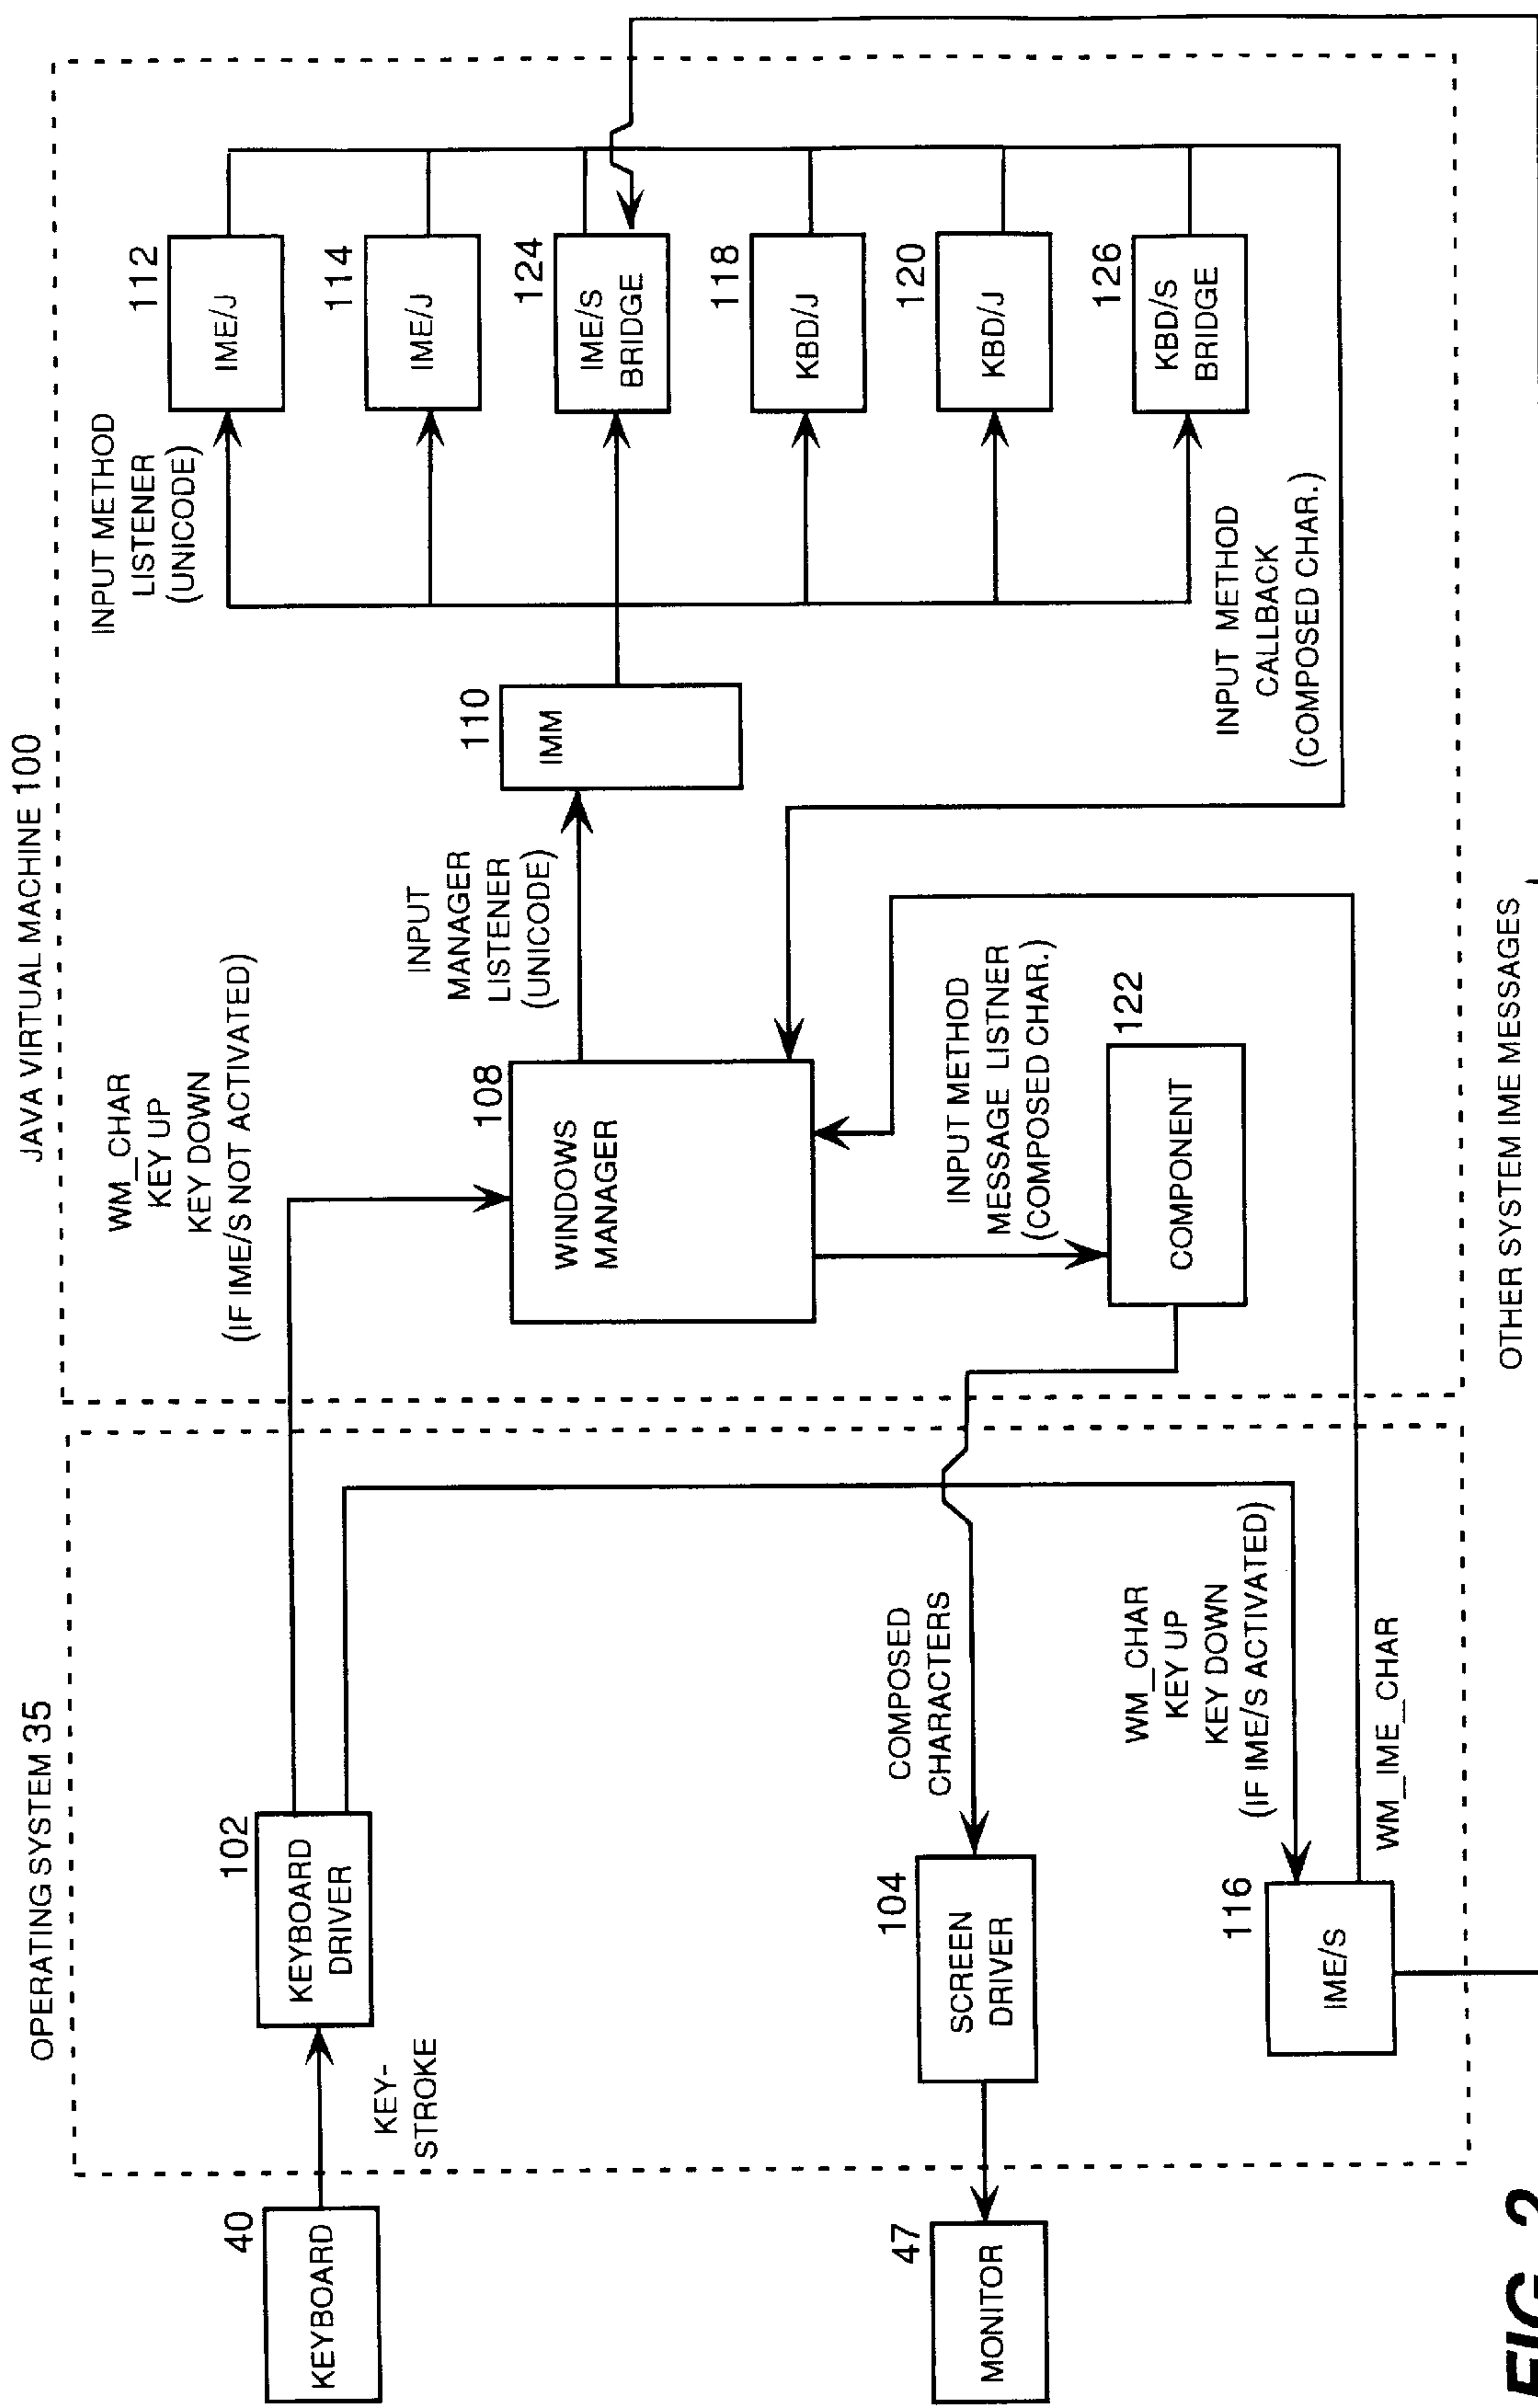 OPERATING SYSTEM 35
JAVA VIRTUAL MACHINE 100
40
KEYBOARD
KEY-
STROKE
102
KEYBOARD
DRIVER
WM_CHAR
KEY UP
KEY DOWN
(IF IME/S NOT ACTIVATED)
108
WINDOWS
MANAGER
INPUT
MANAGER
LISTENER
(UNICODE)
110
IMM
INPUT METHOD
LISTENER
(UNICODE)
112
IME/J
114
IME/J
124
IME/S
BRIDGE
118
KBD/J
120
KBD/J
126
KBD/S
BRIDGE
INPUT METHOD
CALLBACK
(COMPOSED CHAR.)
INPUT METHOD
MESSAGE LISTNER
(COMPOSED CHAR.)
122
COMPONENT
COMPOSED
CHARACTERS
104
SCREEN
DRIVER
47
MONITOR
WM_CHAR
KEY UP
KEY DOWN
(IF IME/S ACTIVATED)
116
IME/S
WM_IME_CHAR
OTHER SYSTEM IME MESSAGES
FIG. 2